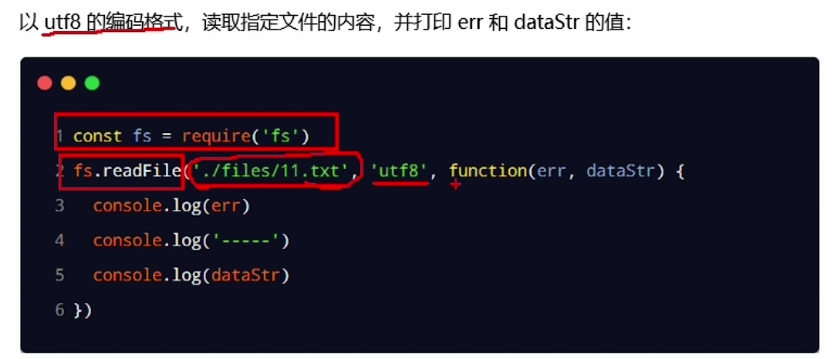 以 utf8 的编码格式，读取指定文件的内容，并打印 err 和 dataStr 的值：
1 const fs = require('fs')
2 fs.readFile('./files/11.txt', 'utf8', function(err, dataStr) {
3   console.log(err)
4   console.log('-----')
5   console.log(dataStr)
6 })